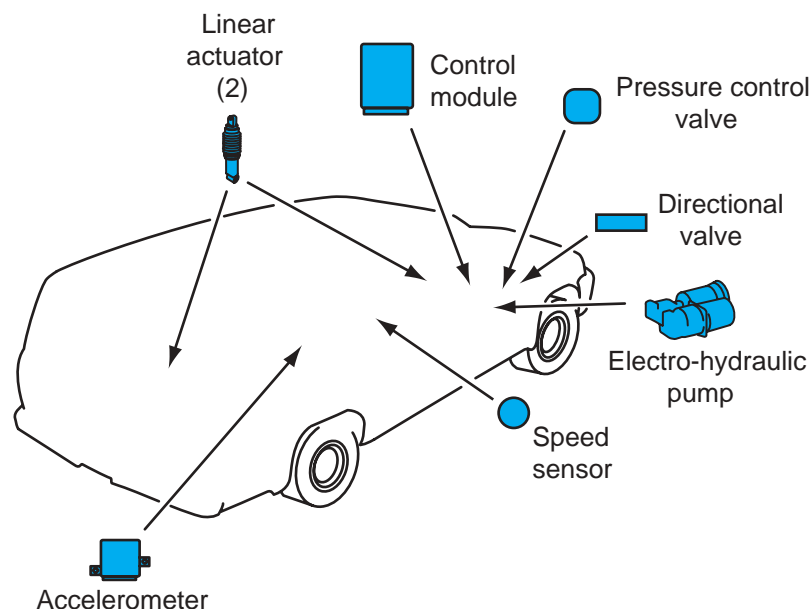 Linear
actuator
(2)
Control
module
Pressure control
valve
Directional
valve
Electro-hydraulic
pump
Speed
sensor
Accelerometer